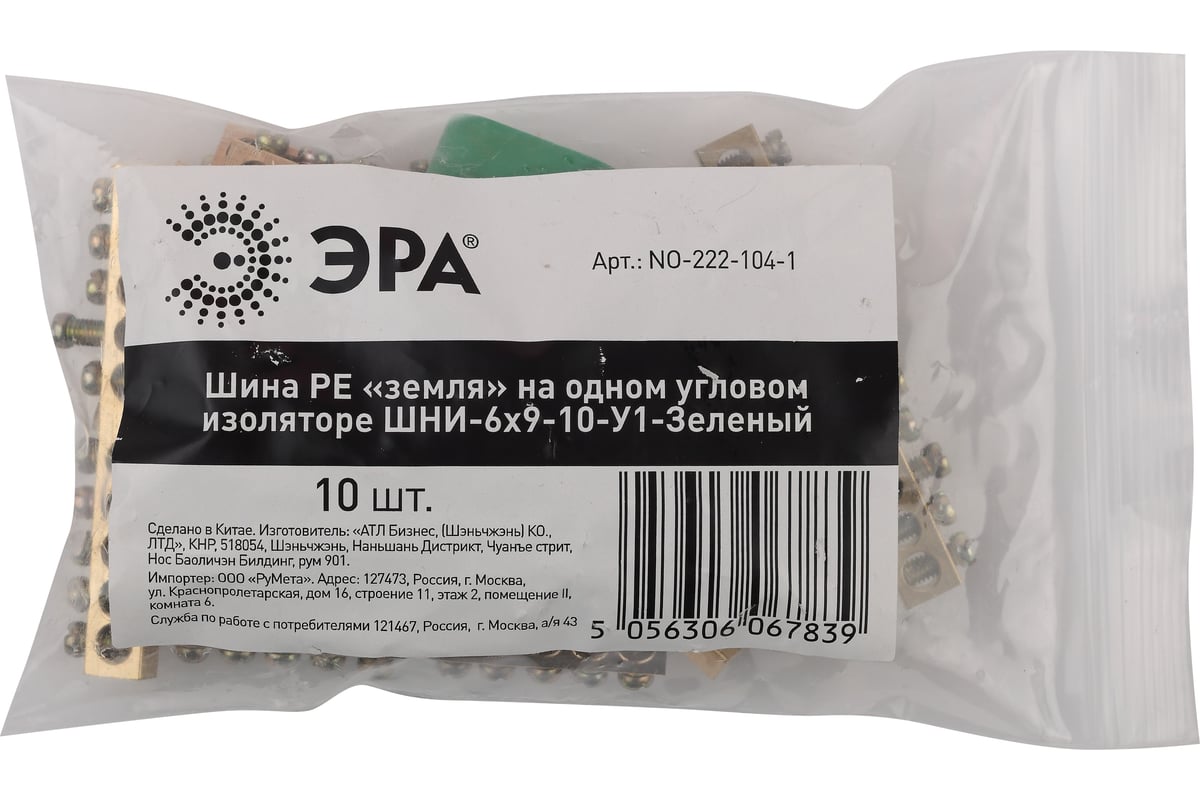 ЭРА®
Арт.: NO-222-104-1
Шина PE «земля» на одном угловом
изоляторе ШНИ-6х9-10-У1-Зеленый
10 шт.
Сделано в Китае. Изготовитель: «АТЛ Бизнес, (Шэньчжэнь) КО.,
ЛТД», КНР, 518054, Шэньчжэнь, Наньшань Дистрикт, Чуанъе стрит,
Нос Баоличэн Билдинг, рум 901.
Импортер: ООО «РуМета». Адрес: 127473, Россия, г. Москва,
ул. Краснопролетарская, дом 16, строение 11, этаж 2, помещение II,
комната 6.
Служба по работе с потребителями 121467, Россия, г. Москва, а/я 43
5 056306 067839